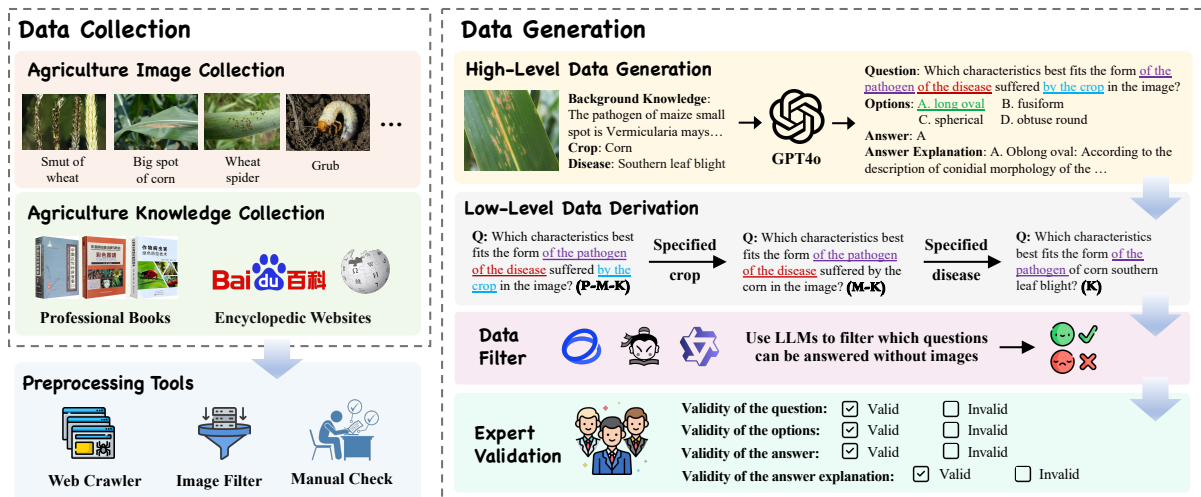 Data Collection
Agriculture Image Collection
Smut of
wheat
Big spot
of corn
Wheat
spider
Grub
...
Agriculture Knowledge Collection
Bai du 百科
Professional Books
Encyclopedic Websites
Preprocessing Tools
Web Crawler
Image Filter
Manual Check
Data Generation
High-Level Data Generation
Background Knowledge:
The pathogen of maize small
spot is Vermicularia mays…
Crop: Corn
Disease: Southern leaf blight
GPT4o
Question: Which characteristics best fits the form of the
pathogen of the disease suffered by the crop in the image?
Options: A. long oval B. fusiform
C. spherical D. obtuse round
Answer: A
Answer Explanation: A. Oblong oval: According to the
description of conidial morphology of the …
Low-Level Data Derivation
Q: Which characteristics best
fits the form of the pathogen
of the disease suffered by the
crop in the image? (P-M-K)
Specified
crop
Q: Which characteristics best
fits the form of the pathogen
of the disease suffered by the
corn in the image? (M-K)
Specified
disease
Q: Which characteristics
best fits the form of the
pathogen of corn southern
leaf blight? (K)
Data
Filter
Use LLMs to filter which questions
can be answered without images
Expert
Validation
Validity of the question: Valid Invalid
Validity of the options: Valid Invalid
Validity of the answer: Valid Invalid
Validity of the answer explanation: Valid Invalid